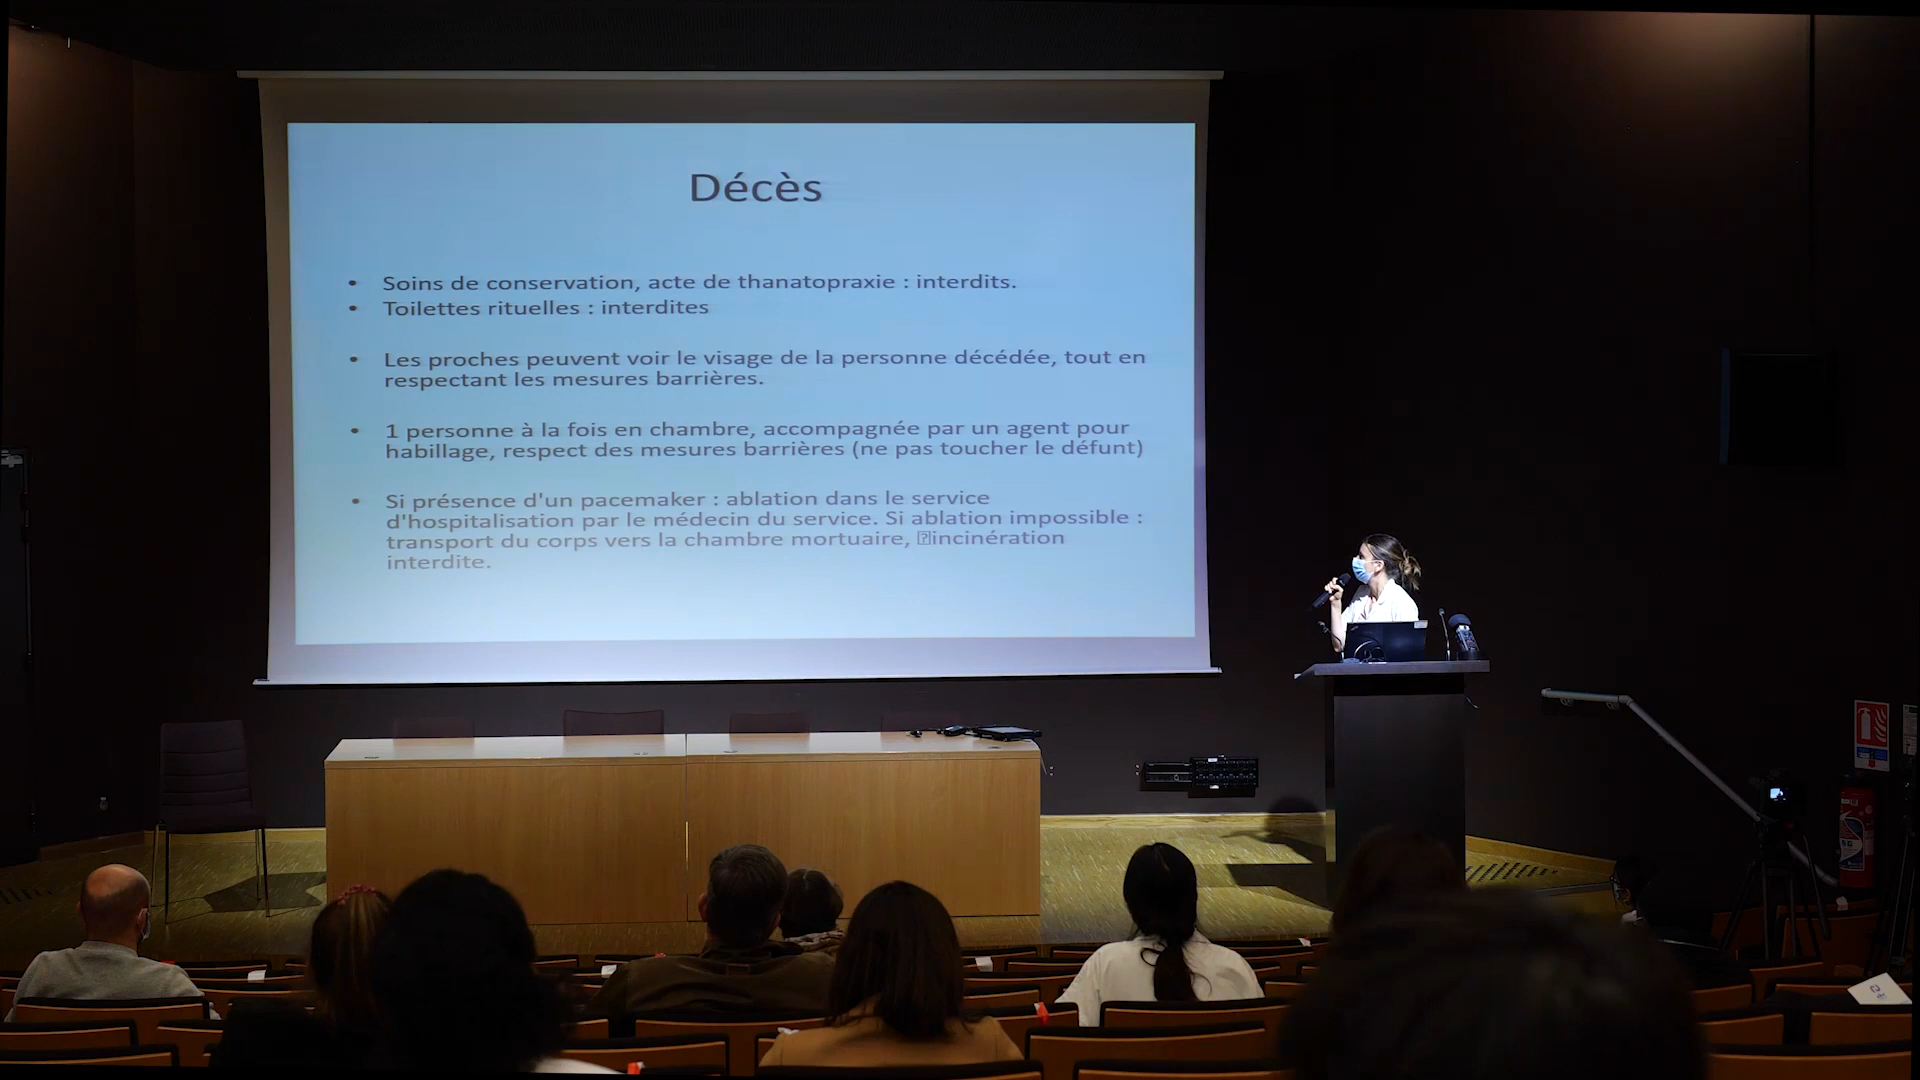 Décès
• Soins de conservation, acte de thanatopraxie : interdits.
• Toilettes rituelles : interdites
• Les proches peuvent voir le visage de la personne décédée, tout en
respectant les mesures barrières.
• 1 personne à la fois en chambre, accompagnée par un agent pour
habillage, respect des mesures barrières (ne pas toucher le défunt)
• Si présence d'un pacemaker : ablation dans le service
d'hospitalisation par le médecin du service. Si ablation impossible :
transport du corps vers la chambre mortuaire, incinération
interdite.